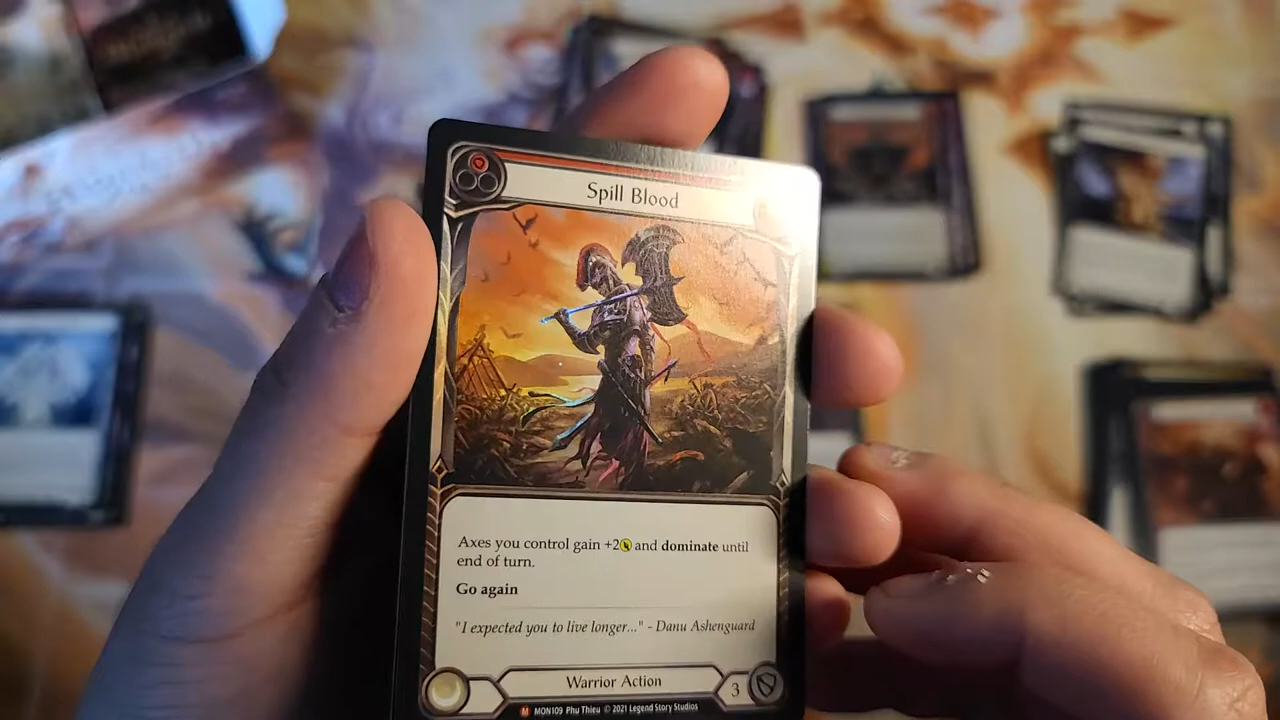 Spill Blood
Axes you control gain +2 and dominate until
end of turn.
Go again
"I expected you to live longer..." - Danu Ashenguard
Warrior Action
3
M MON109 Phu Thieu © 2021 Legend Story Studios